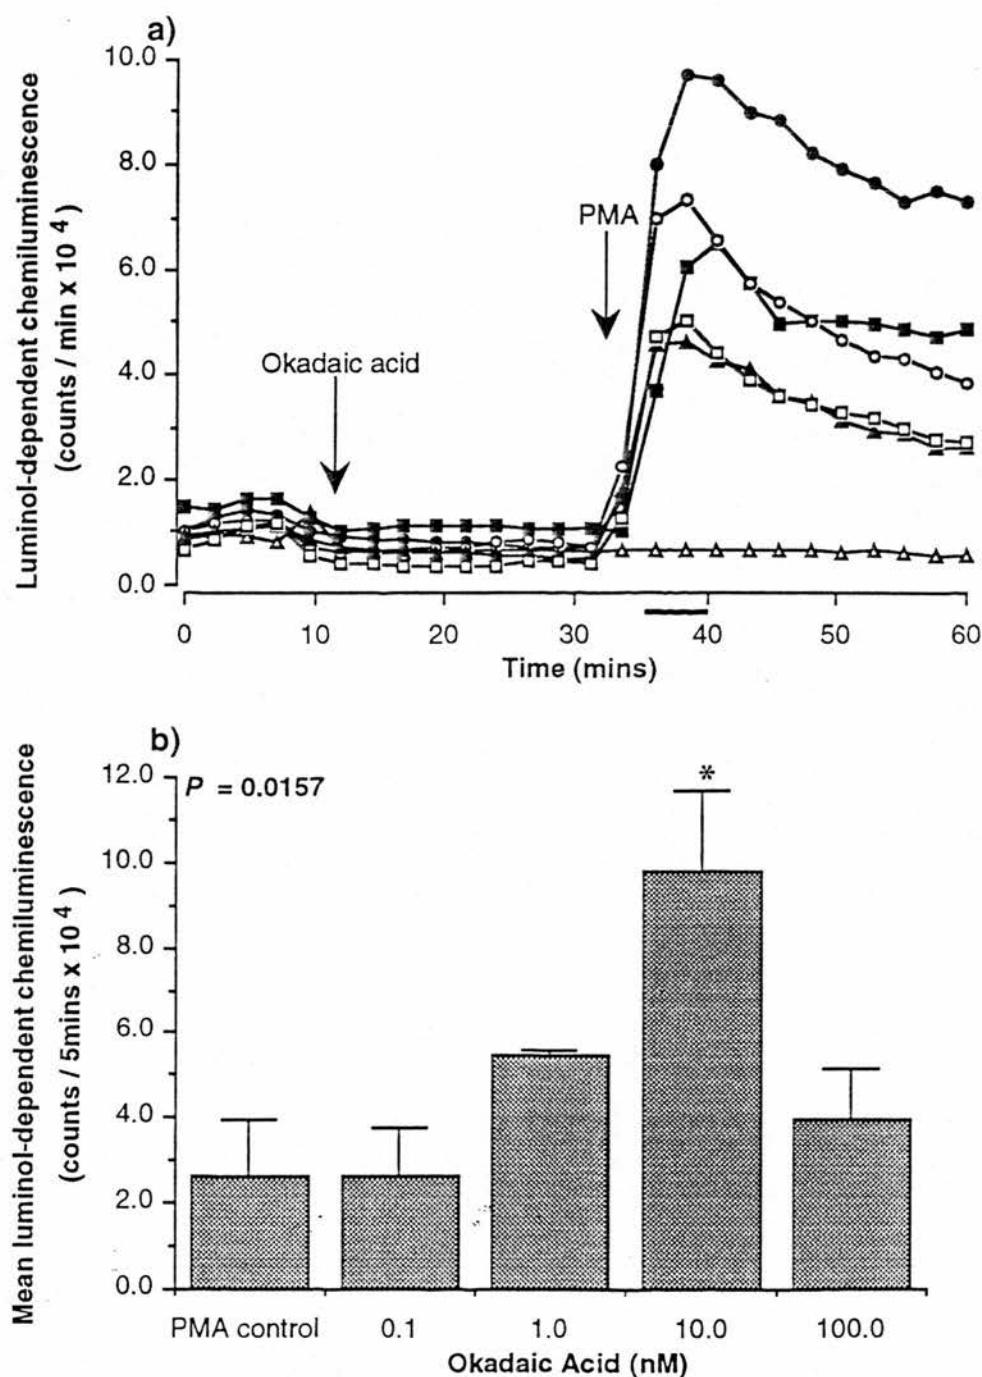 a)
Luminol-dependent chemiluminescence
(counts / min x 10 4)
10.0
8.0
6.0
4.0
2.0
0.0
Okadaic acid
PMA
0 10 20 30 40 50 60
Time (mins)
b)
Mean luminol-dependent chemiluminescence
(counts / 5mins x 10 4 )
P = 0.0157
*
12.0
10.0
8.0
6.0
4.0
2.0
0.0
PMA control 0.1 1.0 10.0 100.0
Okadaic Acid (nM)